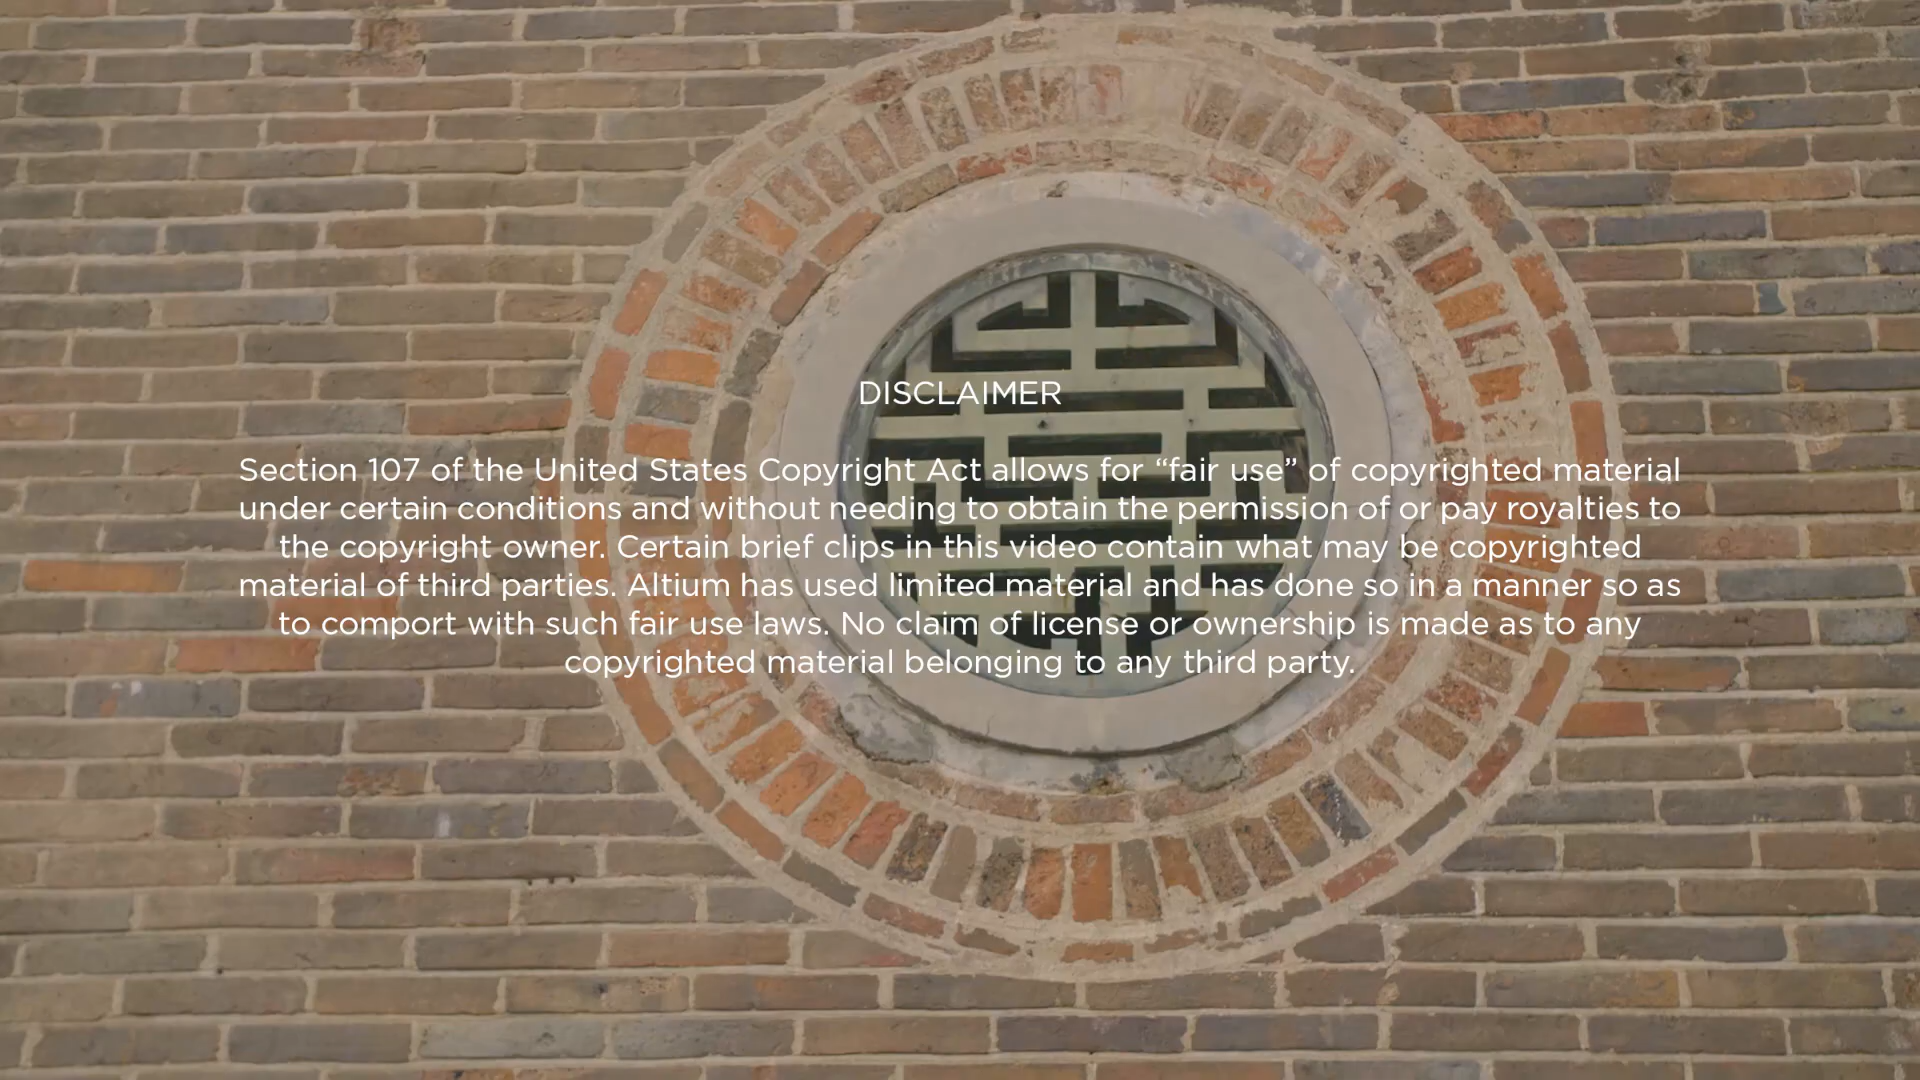 DISCLAIMER
Section 107 of the United States Copyright Act allows for “fair use” of copyrighted material
under certain conditions and without needing to obtain the permission of or pay royalties to
the copyright owner. Certain brief clips in this video contain what may be copyrighted
material of third parties. Altium has used limited material and has done so in a manner so as
to comport with such fair use laws. No claim of license or ownership is made as to any
copyrighted material belonging to any third party.